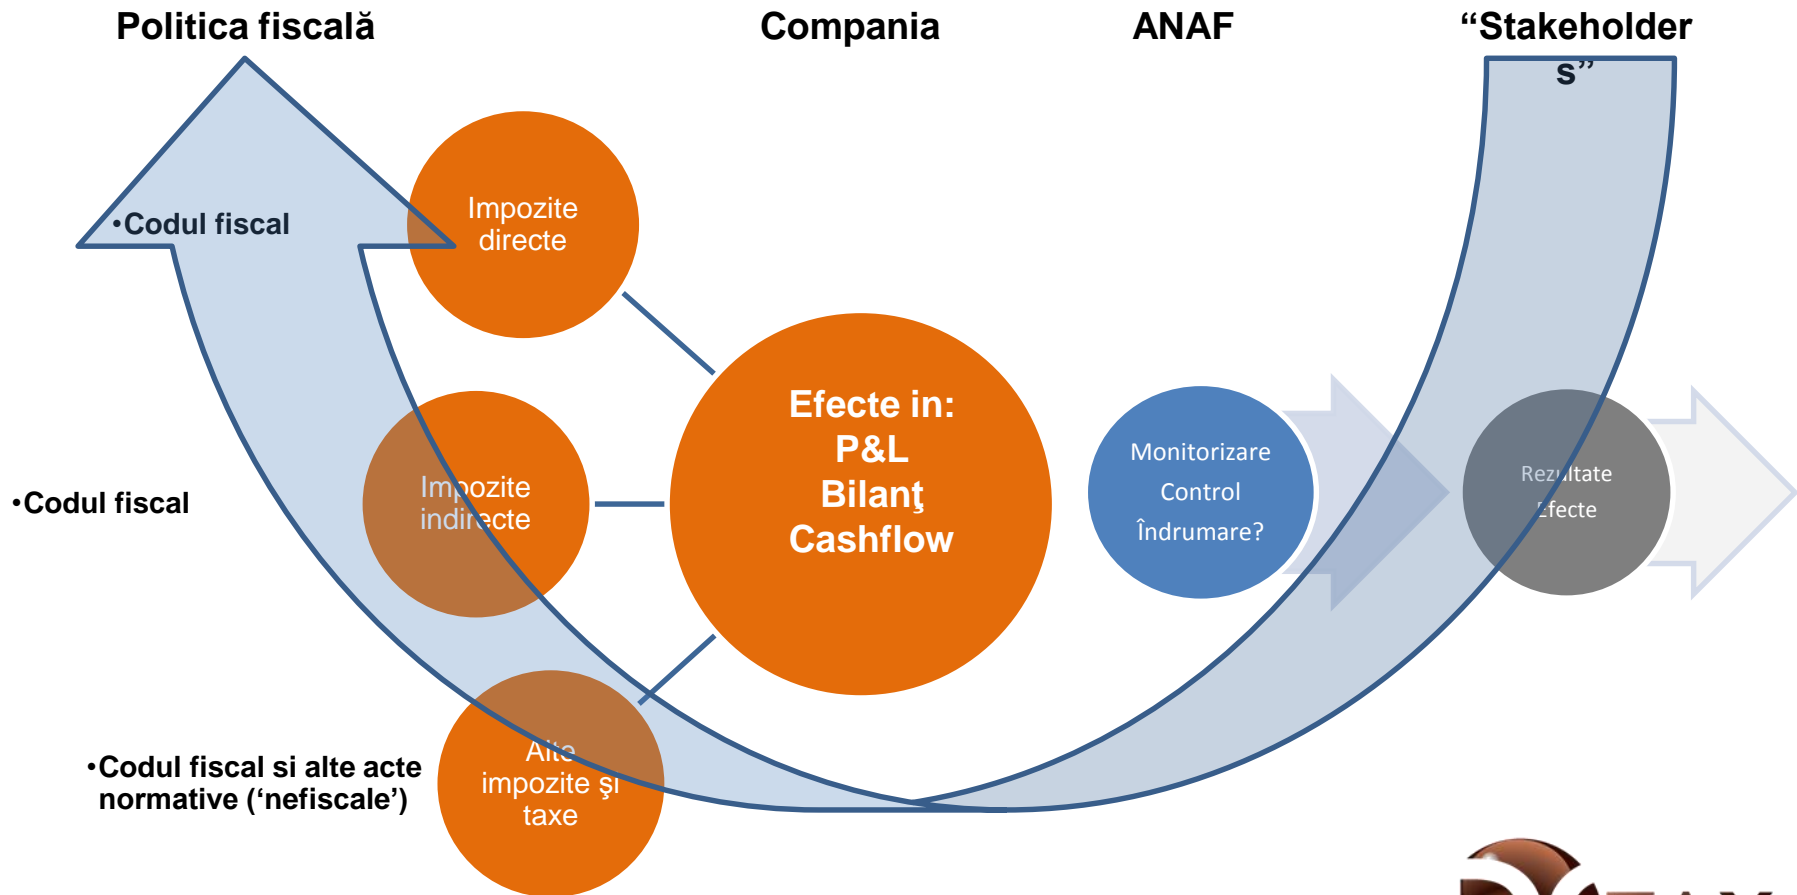 Politica fiscală
Compania
ANAF
“Stakeholder
s”
•Codul fiscal
Impozite
directe
•Codul fiscal
Impozite
indirecte
•Codul fiscal si alte acte
normative (‘nefiscale’)
Alte
impozite şi
taxe
Efecte in:
P&L
Bilanţ
Cashflow
Monitorizare
Control
Îndrumare?
Rezultate
Efecte